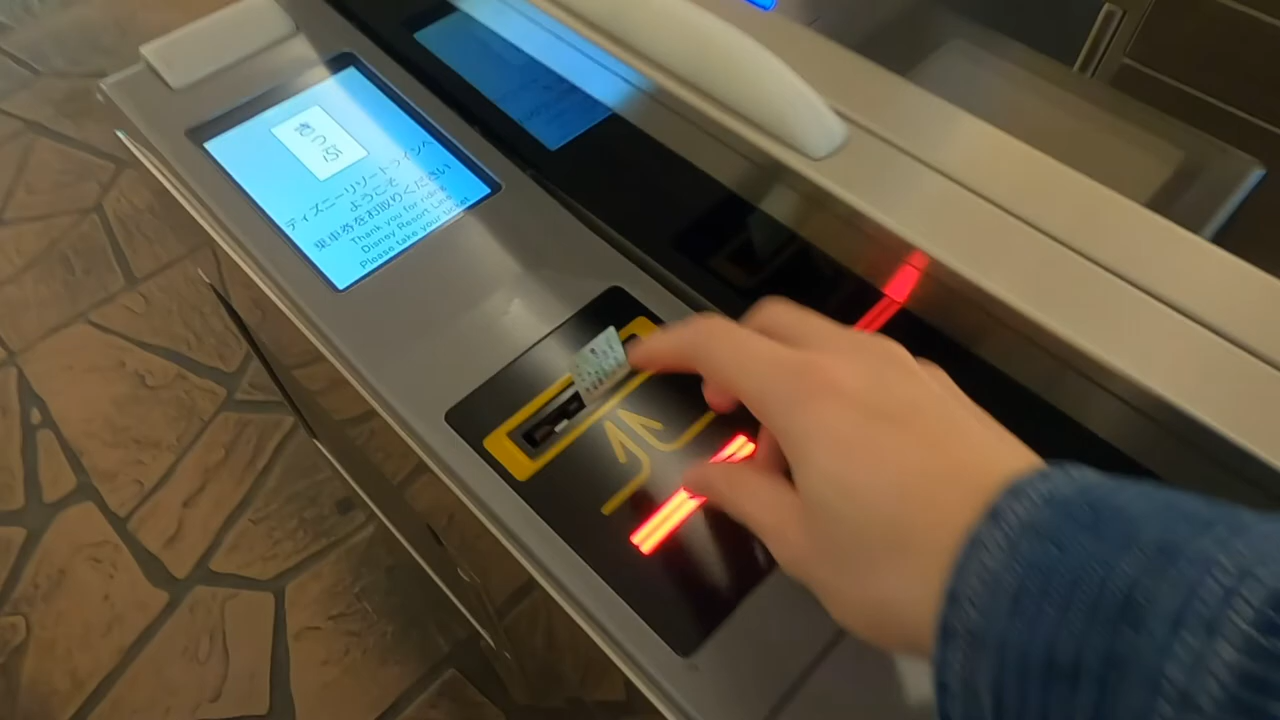 きっぷ
ディズニーリゾートラインへ
ようこそ
乗車券をお取りください
Thank you for riding
Disney Resort Line
Please take your ticket